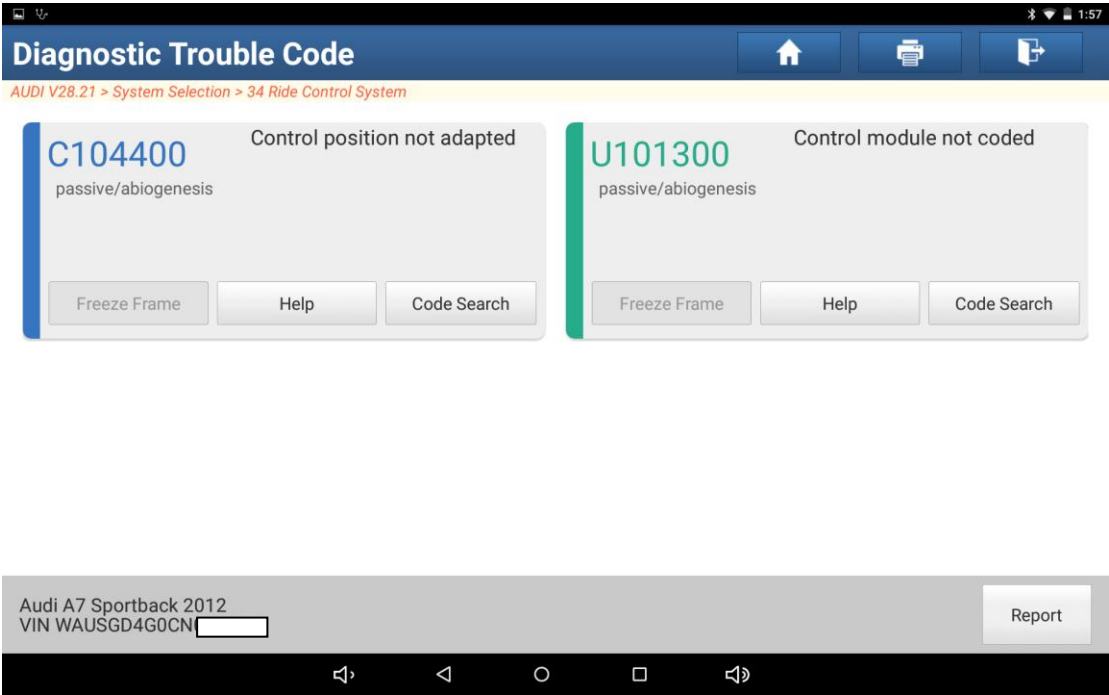 1:57
Diagnostic Trouble Code
AUDI V28.21 > System Selection > 34 Ride Control System
C104400
Control position not adapted
passive/abiogenesis
Freeze Frame
Help
Code Search
U101300
Control module not coded
passive/abiogenesis
Freeze Frame
Help
Code Search
Audi A7 Sportback 2012
VIN WAUSGD4G0CN
Report